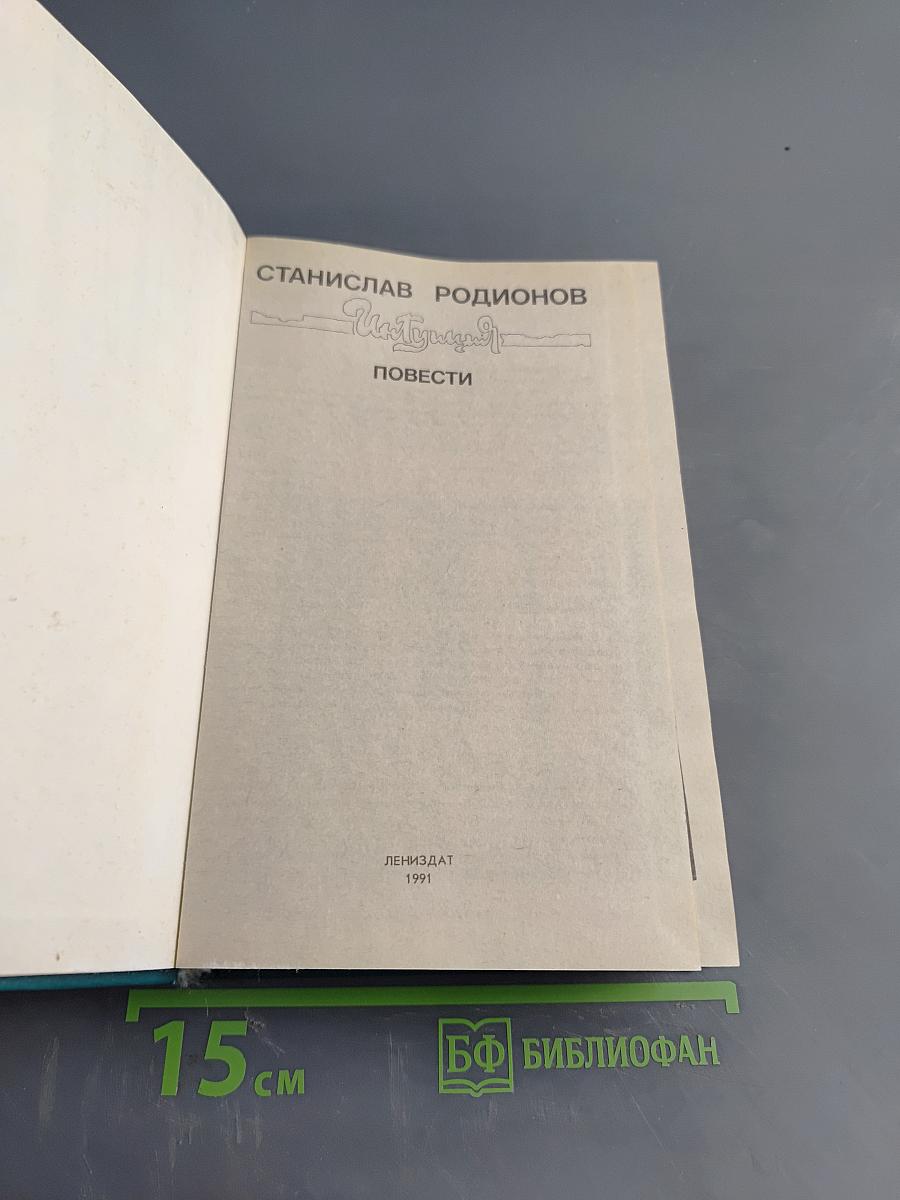 СТАНИСЛАВ РОДИОНОВ
Интуиция
ПОВЕСТИ
ЛЕНИЗДАТ
1991
15 см
БФ БИБЛИОФАН